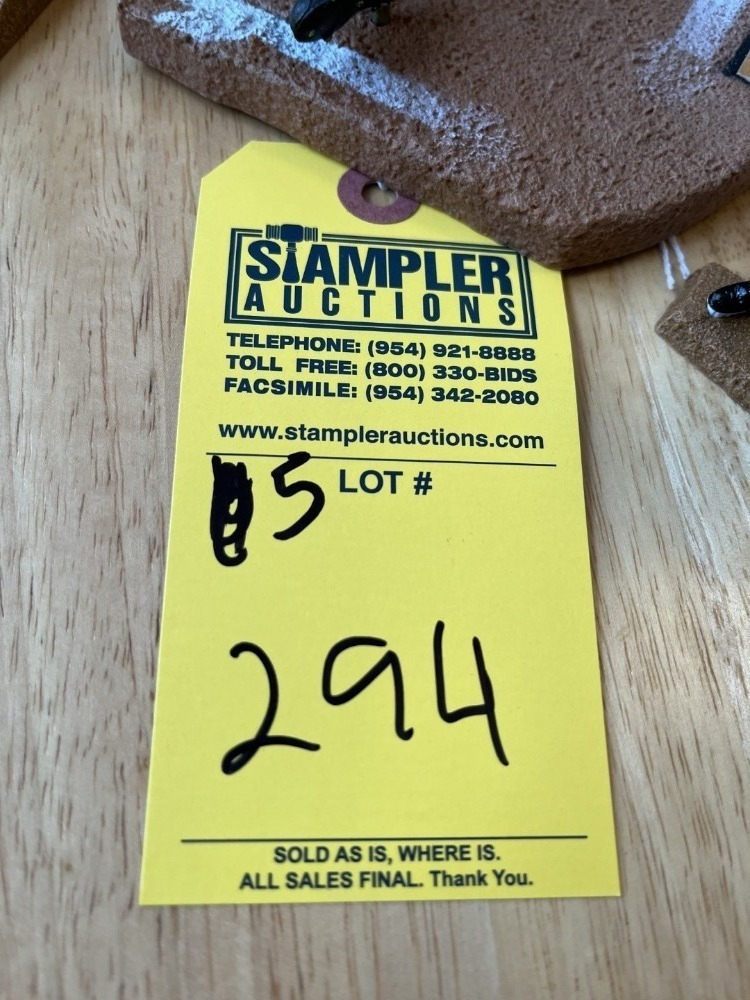 STAMPLER
AUCTIONS
TELEPHONE: (954) 921-8888
TOLL FREE: (800) 330-BIDS
FACSIMILE: (954) 342-2080
www.stamplerauctions.com
5 LOT #
294
SOLD AS IS, WHERE IS.
ALL SALES FINAL. Thank You.